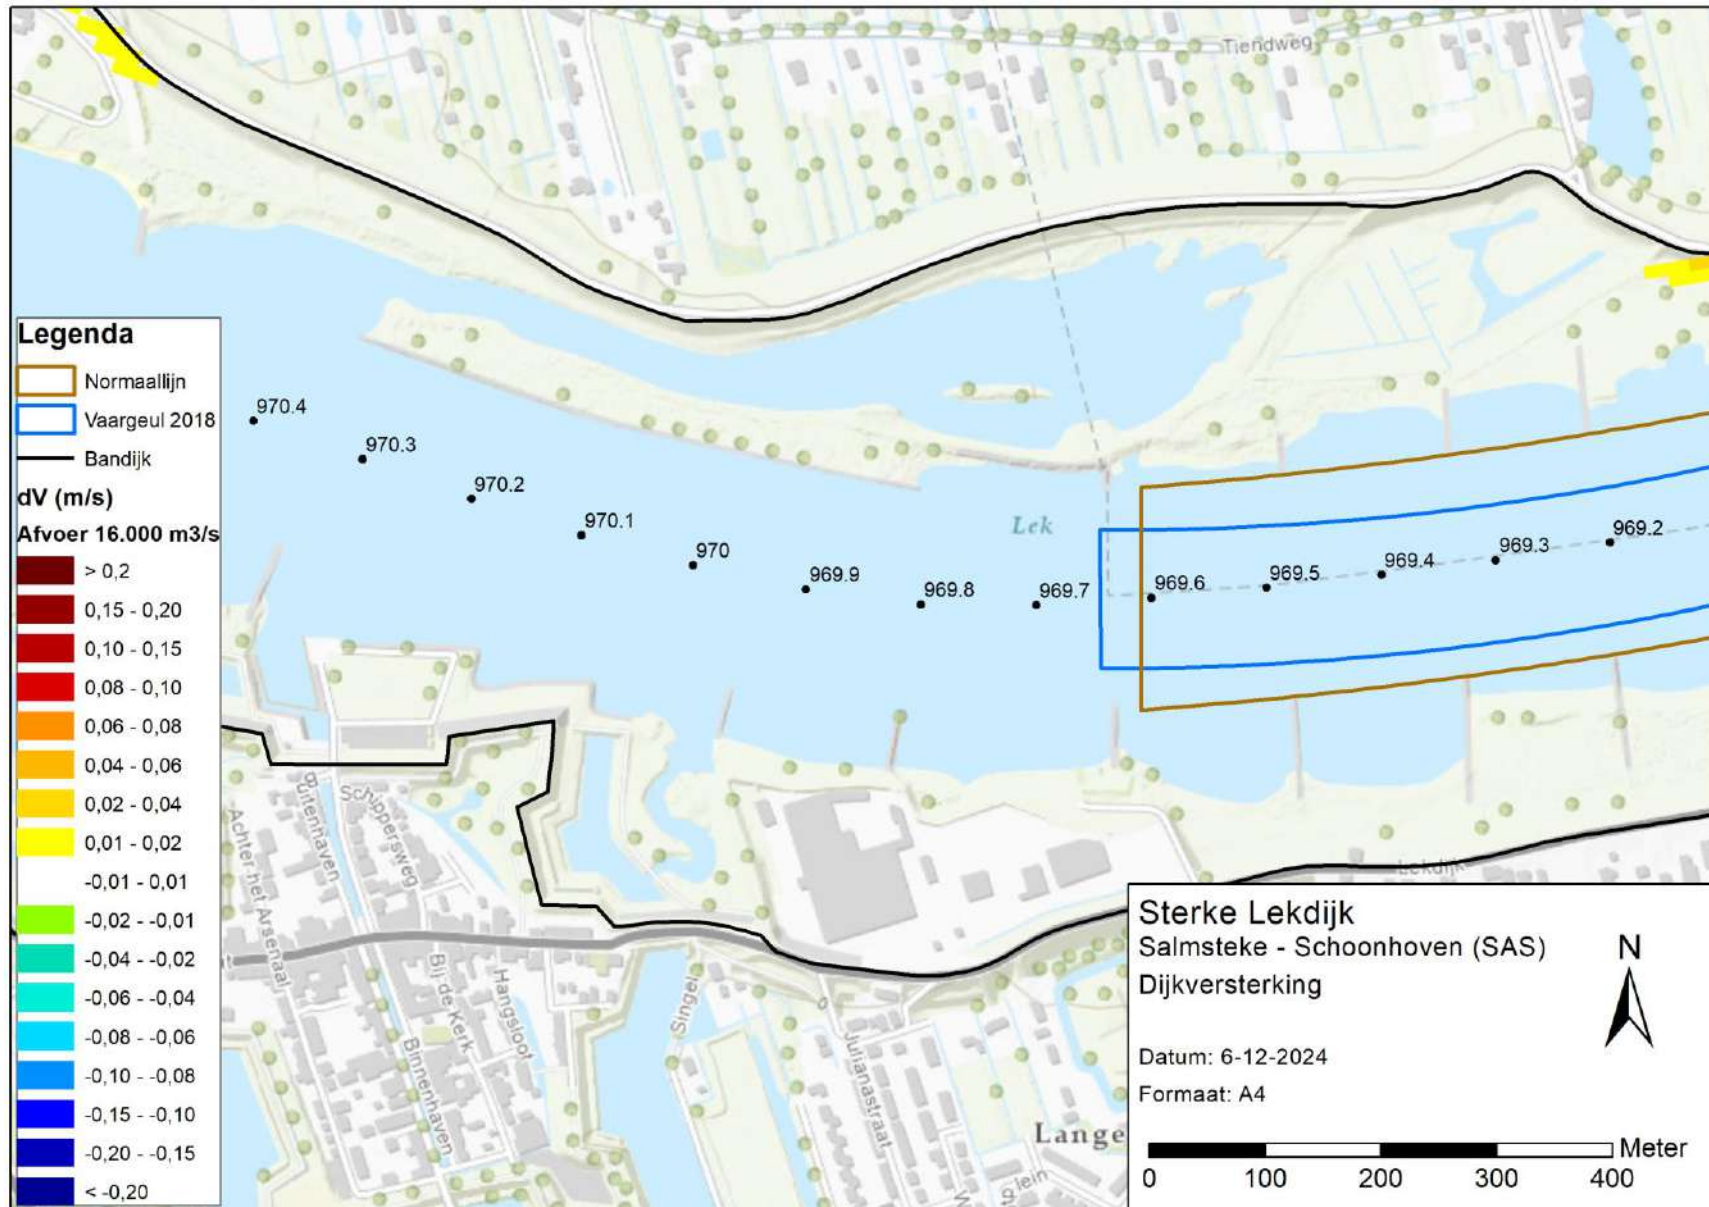 Tiendweg
Legenda
Normaallijn
Vaargeul 2018
Bandijk
dV (m/s)
Afvoer 16.000 m3/s
> 0,2
0,15 - 0,20
0,10 - 0,15
0,08 - 0,10
0,06 - 0,08
0,04 - 0,06
0,02 - 0,04
0,01 - 0,02
-0,01 - 0,01
-0,02 - -0,01
-0,04 - -0,02
-0,06 - -0,04
-0,08 - -0,06
-0,10 - -0,08
-0,15 - -0,10
-0,20 - -0,15
< -0,20
970.4
970.3
970.2
970.1
970
969.9
969.8
969.7
969.6
969.5
969.4
969.3
969.2
Lek
Buitenhaven
Schippersweg
Achter het Arsenaal
Bij de Kerk
Hangsloot
Binnenhaven
Singel
Julianastraat
Lekdijk
Lange
Sterke Lekdijk
Salmsteke - Schoonhoven (SAS)
Dijkversterking
N
Datum: 6-12-2024
Formaat: A4
Meter
0 100 200 300 400